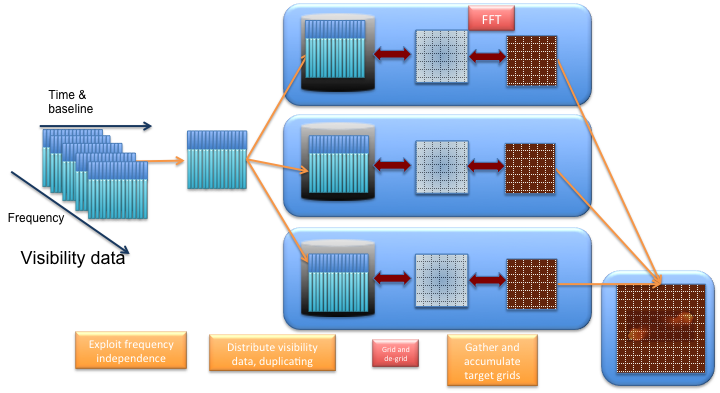 FFT
Time &
baseline
Frequency
Visibility data
Exploit frequency
independence
Distribute visibility
data, duplicating
Grid and
de-grid
Gather and
accumulate
target grids